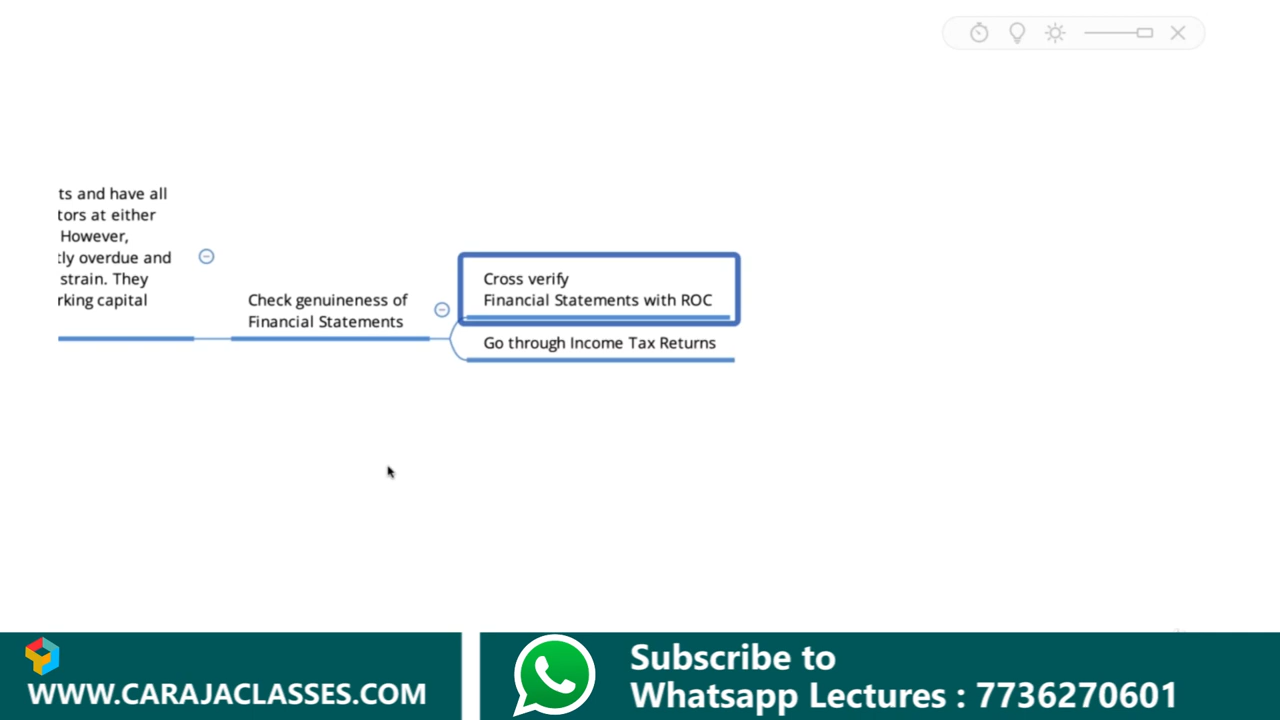 ts and have all
tors at either
However,
tly overdue and
strain. They
rking capital
Check genuineness of
Financial Statements
Cross verify
Financial Statements with ROC
Go through Income Tax Returns
WWW.CARAJACLASSES.COM
Subscribe to
Whatsapp Lectures : 7736270601